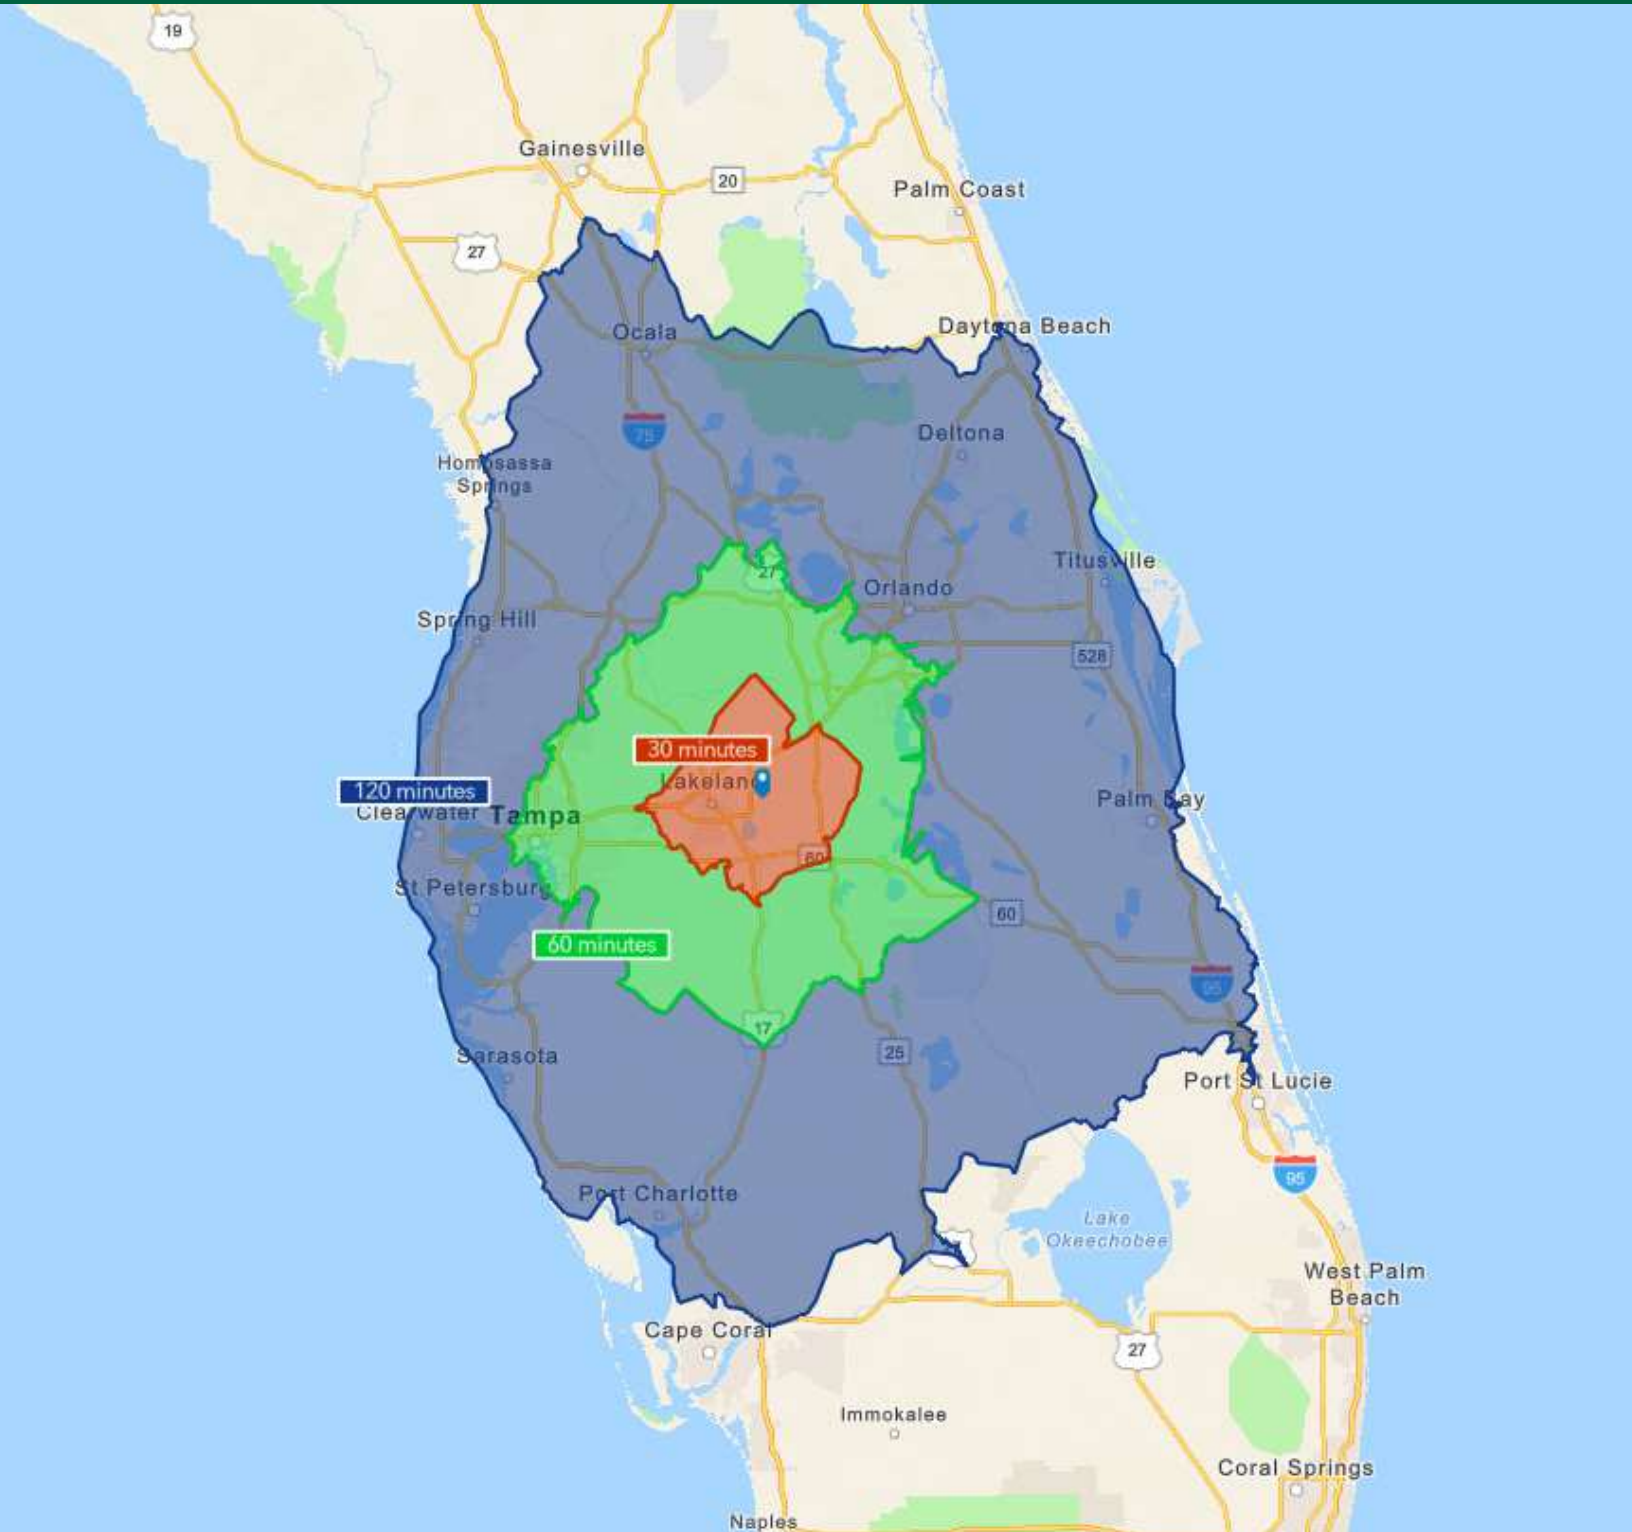 19
Gainesville
20
Palm Coast
27
Daytona Beach
Ocala
75
Deltona
Homosassa
Springs
Titusville
27
Orlando
Spring Hill
528
30 minutes
Lakeland
120 minutes
Clearwater
Tampa
Palm Bay
60
St Petersburg
60
60 minutes
95
17
25
Sarasota
Port St Lucie
95
Port Charlotte
Lake
Okeechobee
West Palm
Beach
Cape Coral
27
Immokalee
Coral Springs
Naples